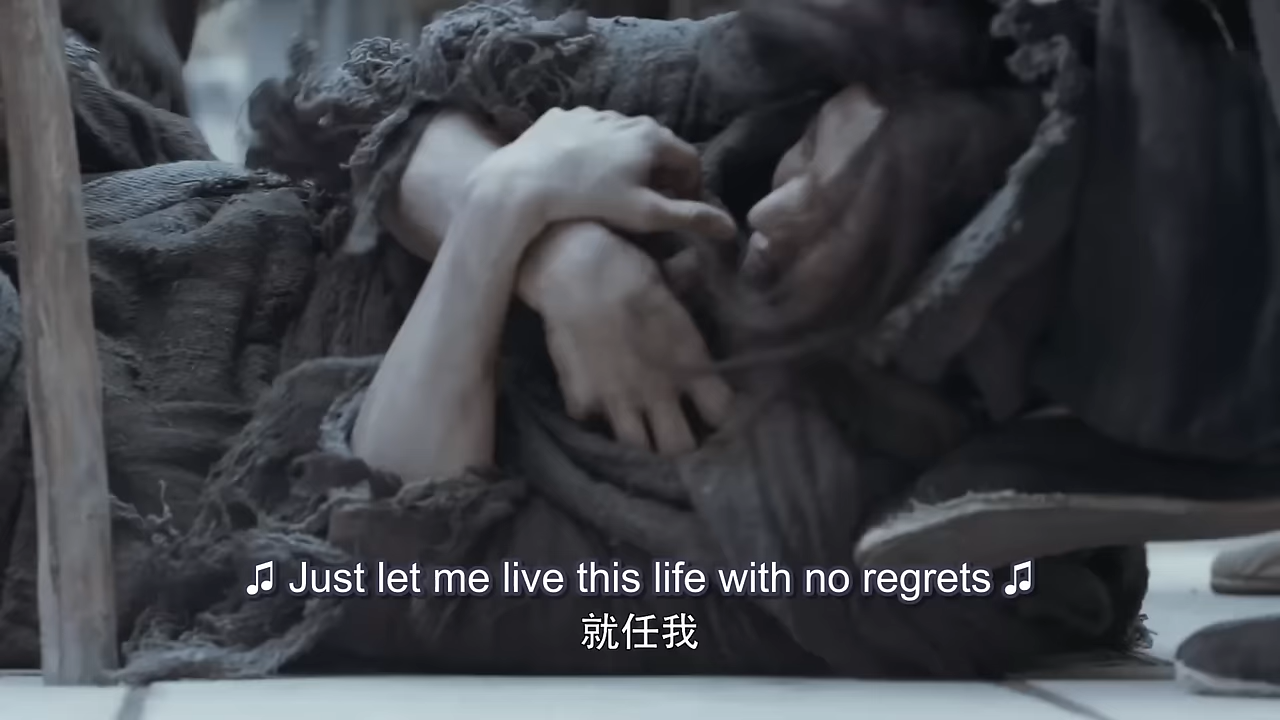 ♫ Just let me live this life with no regrets ♫
就任我